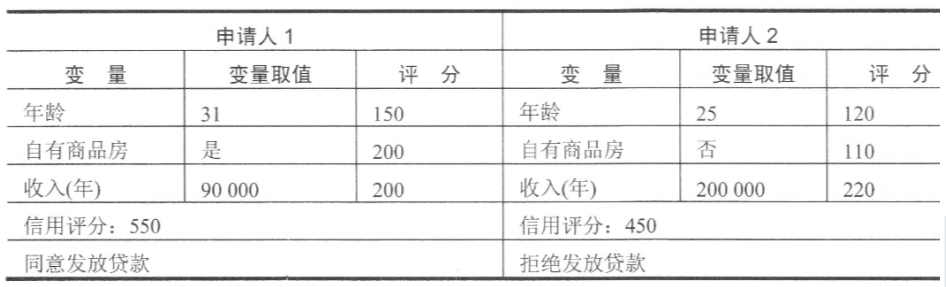 申请人 1 申请人 2
变 量 变量取值 评 分 变 量 变量取值 评 分
年龄 31 150 年龄 25 120
自有商品房 是 200 自有商品房 否 110
收入(年) 90 000 200 收入(年) 200 000 220
信用评分：550 信用评分：450
同意发放贷款 拒绝发放贷款